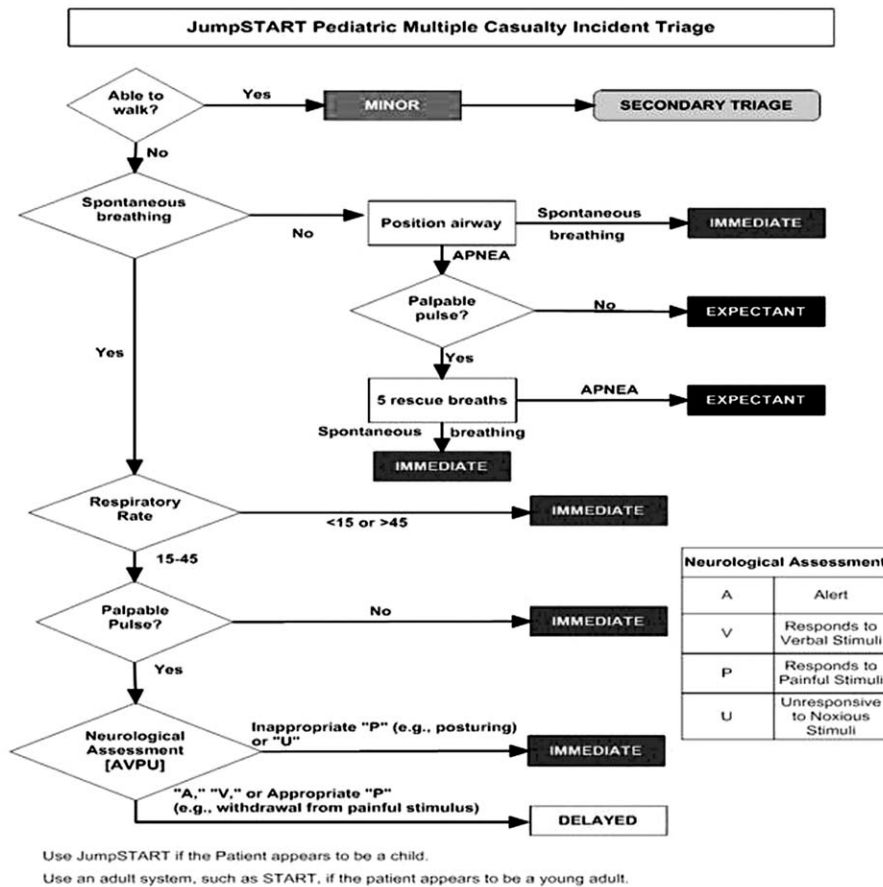 JumpSTART Pediatric Multiple Casualty Incident Triage
Able to
walk?
Yes
MINOR
SECONDARY TRIAGE
No
Spontaneous
breathing
No
Position airway
Spontaneous
breathing
IMMEDIATE
APNEA
Palpable
pulse?
No
EXPECTANT
Yes
Yes
5 rescue breaths
APNEA
EXPECTANT
Spontaneous breathing
IMMEDIATE
Respiratory
Rate
<15 or >45
IMMEDIATE
15-45
Palpable
Pulse?
No
IMMEDIATE
Yes
Neurological
Assessment
[AVPU]
Inappropriate "P" (e.g., posturing)
or "U"
IMMEDIATE
"A," "V," or Appropriate "P"
(e.g., withdrawal from painful stimulus)
DELAYED
Neurological Assessment
A Alert
V Responds to
Verbal Stimuli
P Responds to
Painful Stimuli
U Unresponsive
to Noxious
Stimuli
Use JumpSTART if the Patient appears to be a child.
Use an adult system, such as START, if the patient appears to be a young adult.